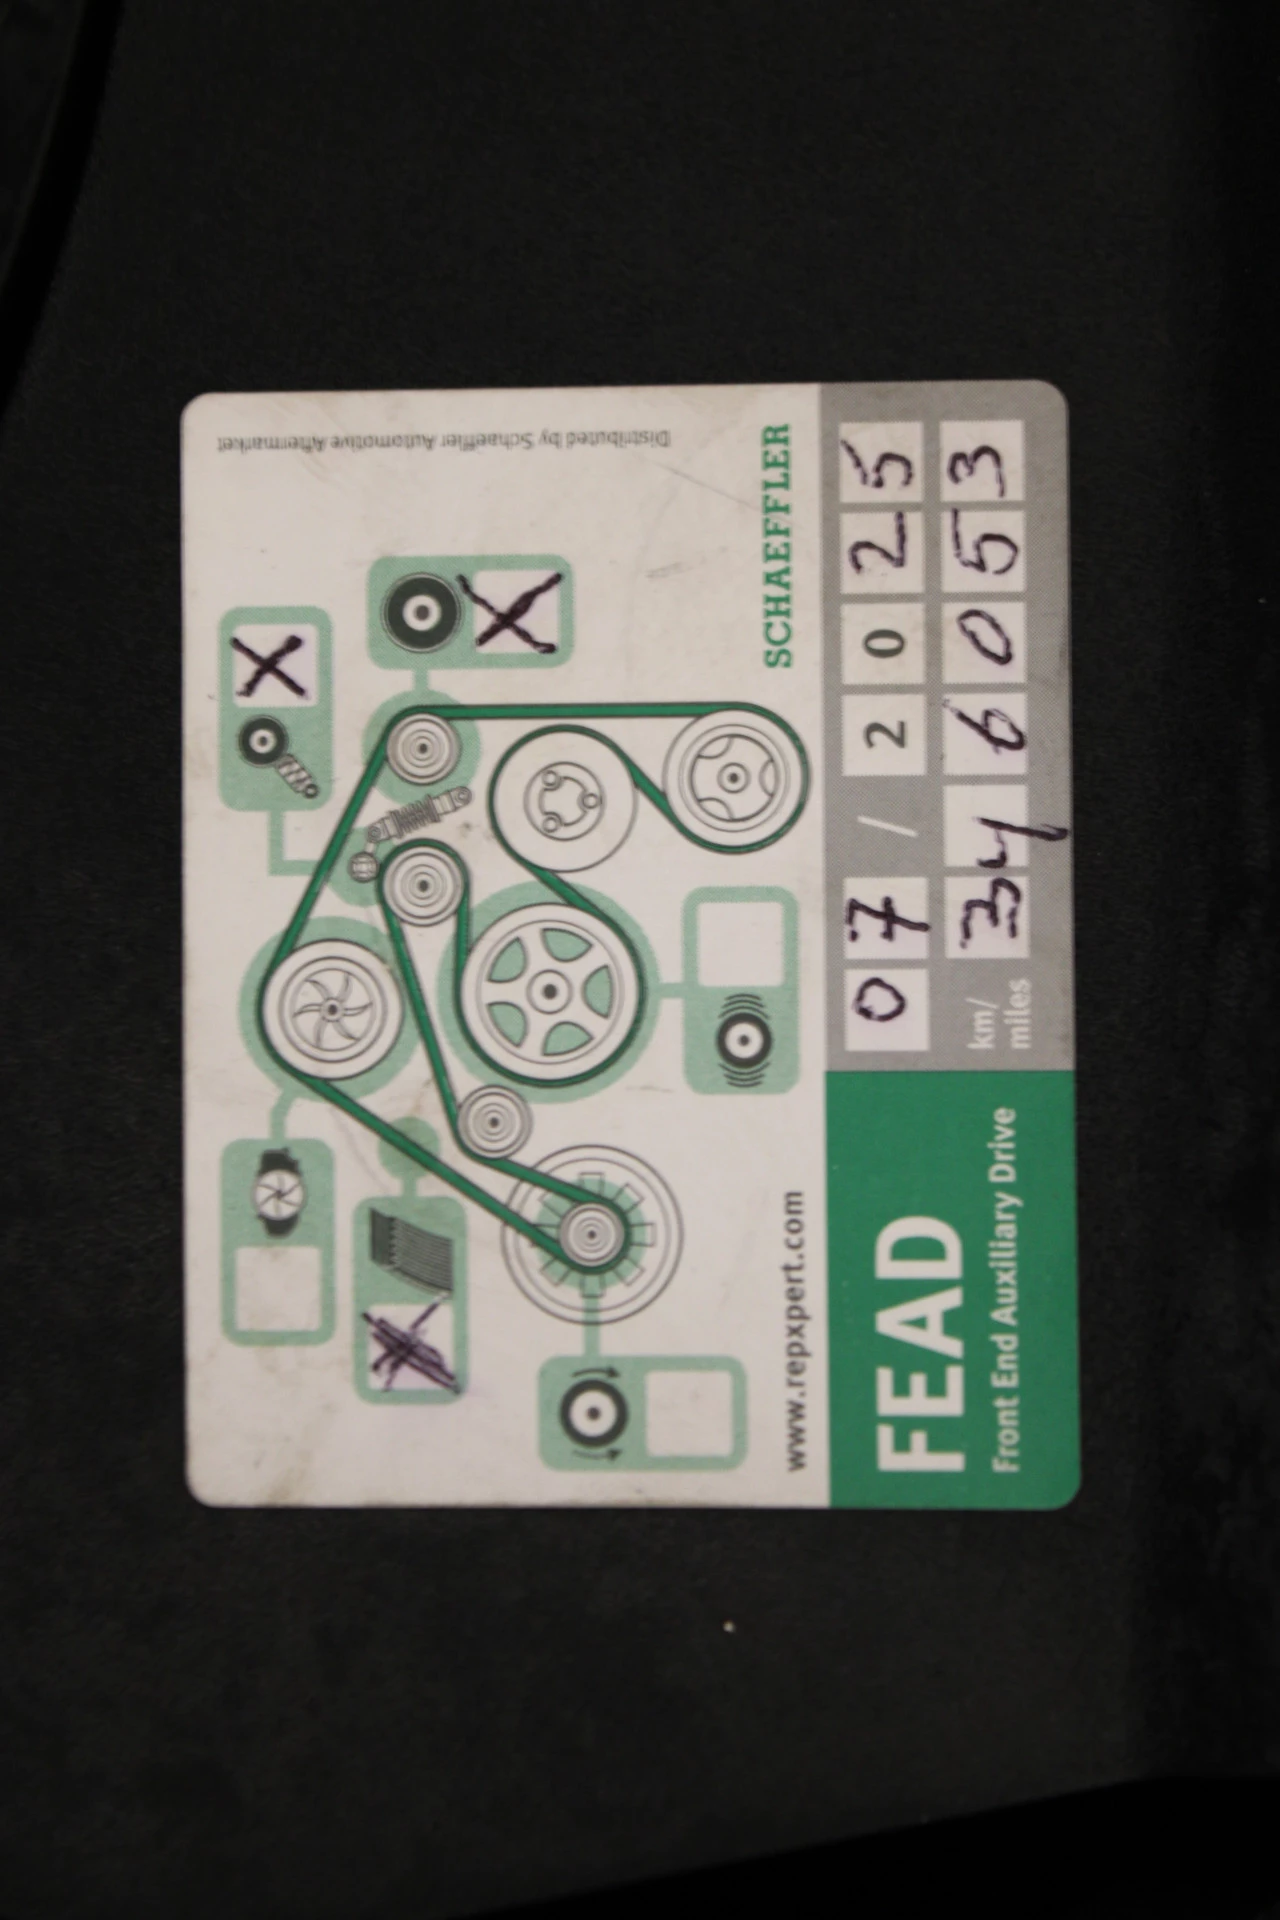 Distributed by Schaeffler Automotive Aftermarket
X
X
X
www.repxpert.com
SCHAEFFLER
FEAD
Front End Auxiliary Drive
07/2025
km/
miles
346053